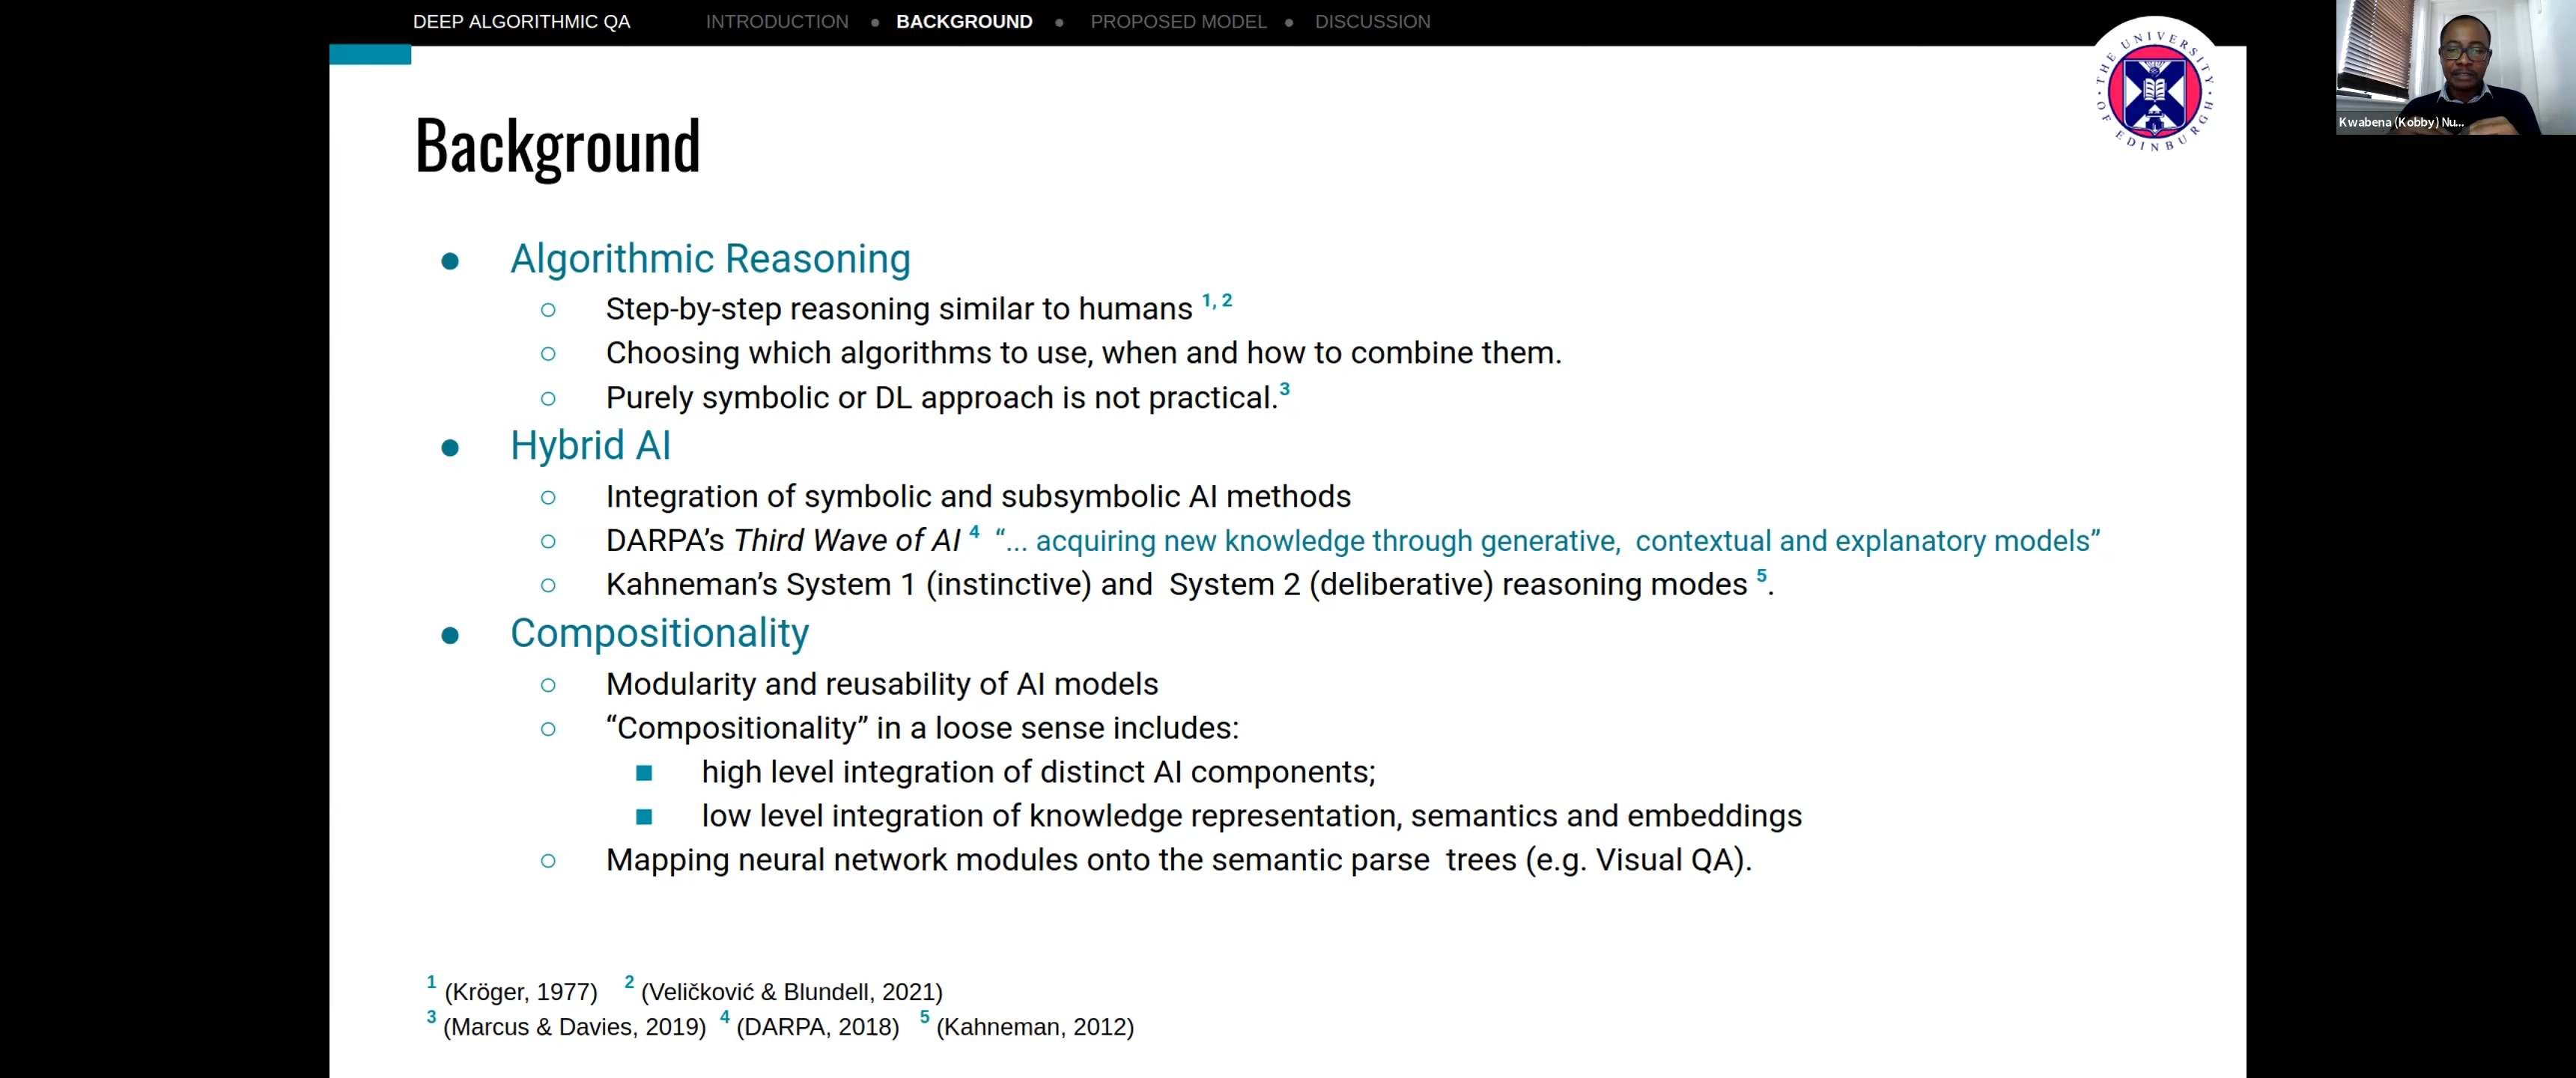 DEEP ALGORITHMIC QA INTRODUCTION ● BACKGROUND ● PROPOSED MODEL ● DISCUSSION
THE UNIVERSITY OF EDINBURGH
Kwabena (Kobby) Nu...
Background
● Algorithmic Reasoning
○ Step-by-step reasoning similar to humans 1, 2
○ Choosing which algorithms to use, when and how to combine them.
○ Purely symbolic or DL approach is not practical.3
● Hybrid AI
○ Integration of symbolic and subsymbolic AI methods
○ DARPA’s Third Wave of AI 4 “... acquiring new knowledge through generative, contextual and explanatory models”
○ Kahneman’s System 1 (instinctive) and System 2 (deliberative) reasoning modes 5.
● Compositionality
○ Modularity and reusability of AI models
○ “Compositionality” in a loose sense includes:
■ high level integration of distinct AI components;
■ low level integration of knowledge representation, semantics and embeddings
○ Mapping neural network modules onto the semantic parse trees (e.g. Visual QA).
1 (Kröger, 1977) 2 (Veličković & Blundell, 2021)
3 (Marcus & Davies, 2019) 4 (DARPA, 2018) 5 (Kahneman, 2012)